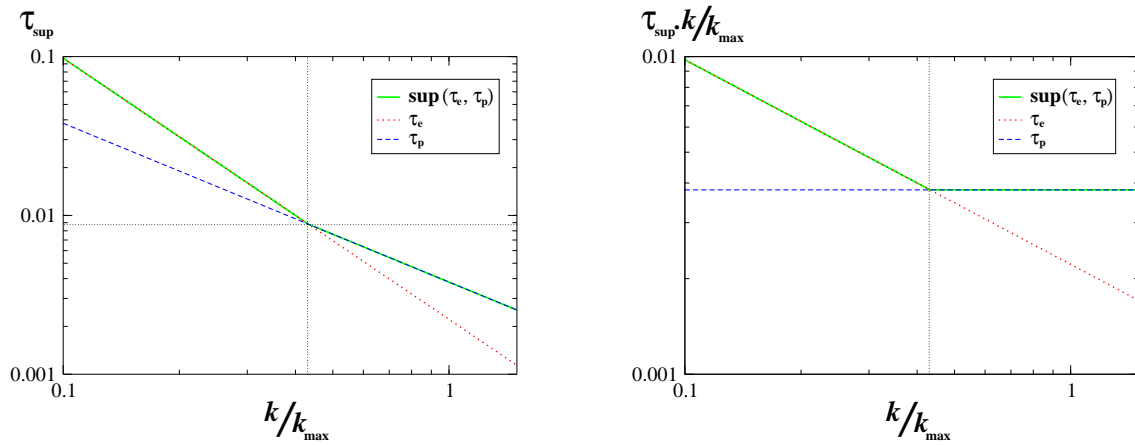 τsup
0.1
0.01
0.001
0.1
1
k/kmax
sup (τe, τp)
τe
τp
τsup.k/kmax
0.01
0.001
0.1
1
k/kmax
sup (τe, τp)
τe
τp